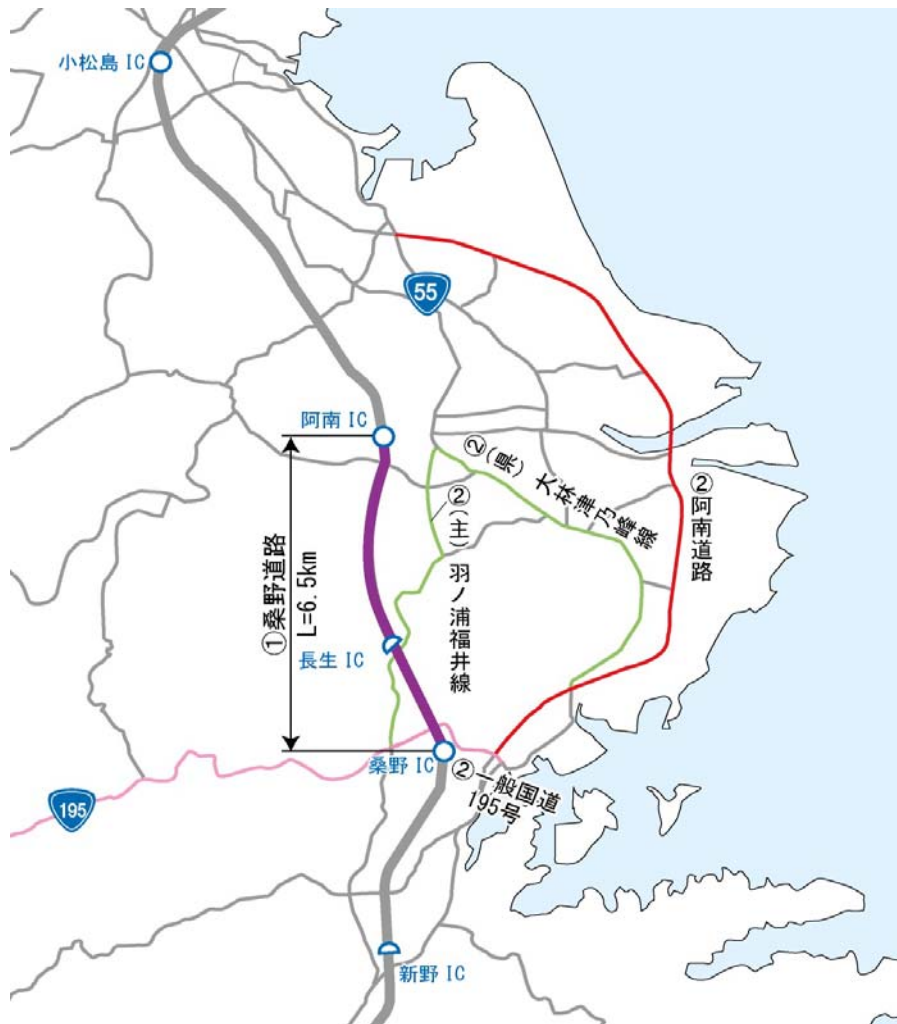 小松島 IC
55
阿南 IC
②(県) 大林津乃峰線
②(主) 羽ノ浦福井線
②阿南道路
①桑野道路
L=6.5km
長生 IC
桑野 IC
②一般国道
195号
195
新野 IC